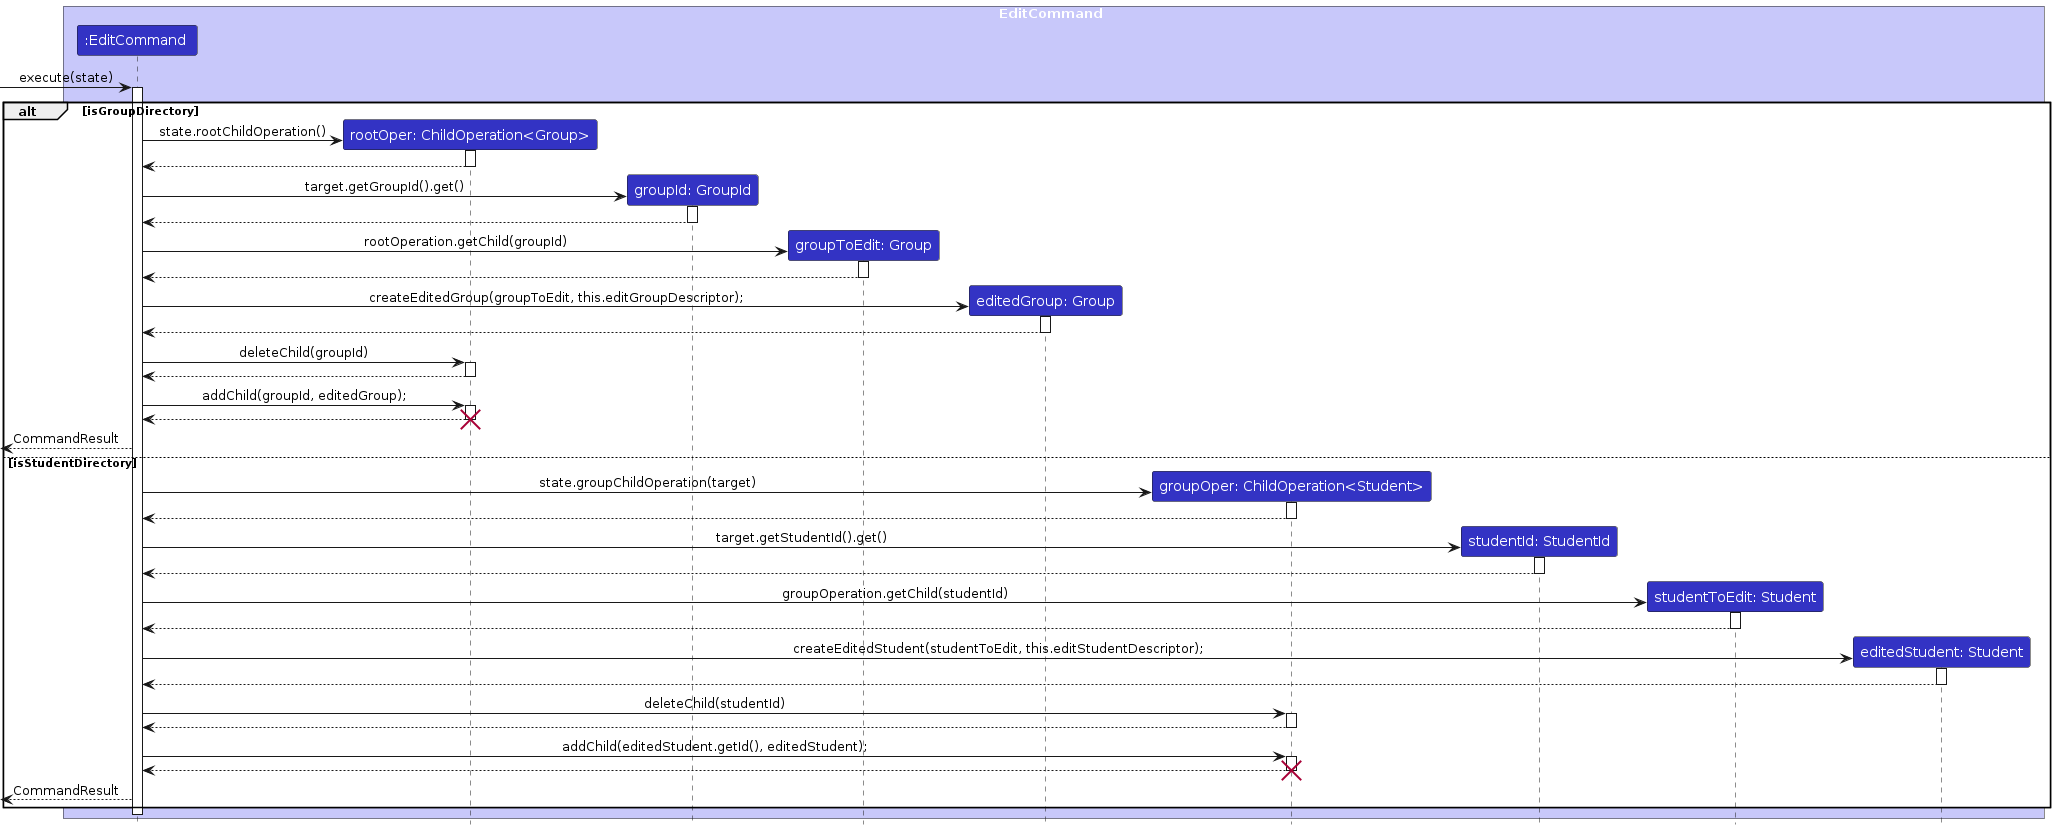 EditCommand
:EditCommand
execute(state)
alt [isGroupDirectory]
state.rootChildOperation()
rootOper: ChildOperation<Group>
target.getGroupId().get()
groupId: GroupId
rootOperation.getChild(groupId)
groupToEdit: Group
createEditedGroup(groupToEdit, this.editGroupDescriptor);
editedGroup: Group
deleteChild(groupId)
addChild(groupId, editedGroup);
CommandResult
[isStudentDirectory]
state.groupChildOperation(target)
groupOper: ChildOperation<Student>
target.getStudentId().get()
studentId: StudentId
groupOperation.getChild(studentId)
studentToEdit: Student
createEditedStudent(studentToEdit, this.editStudentDescriptor);
editedStudent: Student
deleteChild(studentId)
addChild(editedStudent.getId(), editedStudent);
CommandResult